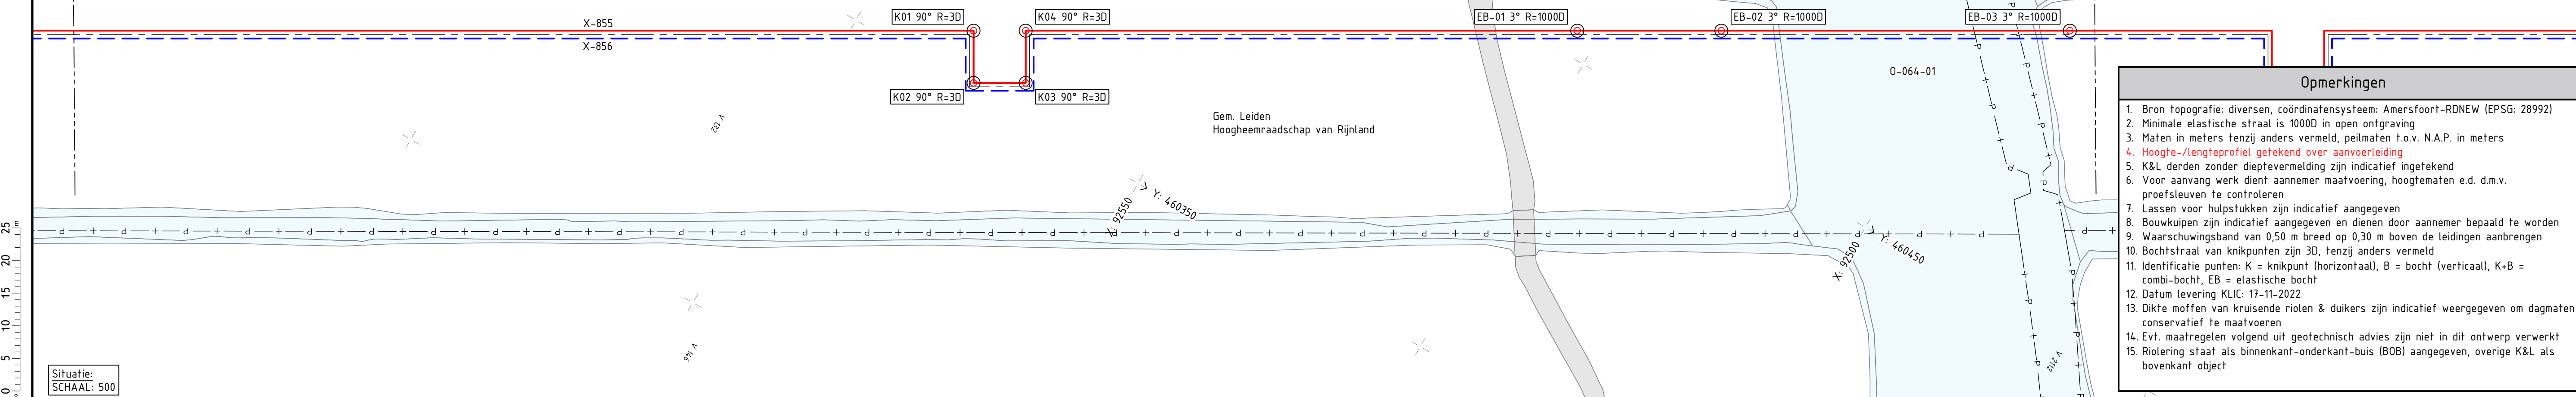 X-855
X-856
K01 90° R=3D
K04 90° R=3D
K02 90° R=3D
K03 90° R=3D
EB-01 3° R=1000D
EB-02 3° R=1000D
EB-03 3° R=1000D
O-064-01
Gem. Leiden
Hoogheemraadschap van Rijnland
V 132
V 146
V 2112
X: 92550
Y: 460350
X: 92500
Y: 460450
m
25
20
15
10
5
0
Situatie:
SCHAAL: 500
Opmerkingen
1. Bron topografie: diversen, coördinatensysteem: Amersfoort-RDNEW (EPSG: 28992)
2. Minimale elastische straal is 1000D in open ontgraving
3. Maten in meters tenzij anders vermeld, peilmaten t.o.v. N.A.P. in meters
4. Hoogte-/lengteprofiel getekend over aanvoerleiding
5. K&L derden zonder dieptevermelding zijn indicatief ingetekend
6. Voor aanvang werk dient aannemer maatvoering, hoogtematen e.d. d.m.v.
proefsleuven te controleren
7. Lassen voor hulpstukken zijn indicatief aangegeven
8. Bouwkuipen zijn indicatief aangegeven en dienen door aannemer bepaald te worden
9. Waarschuwingsband van 0,50 m breed op 0,30 m boven de leidingen aanbrengen
10. Bochtstraal van knikpunten zijn 3D, tenzij anders vermeld
11. Identificatie punten: K = knikpunt (horizontaal), B = bocht (verticaal), K+B =
combi-bocht, EB = elastische bocht
12. Datum levering KLIC: 17-11-2022
13. Dikte moffen van kruisende riolen & duikers zijn indicatief weergegeven om dagmaten
conservatief te maatvoeren
14. Evt. maatregelen volgend uit geotechnisch advies zijn niet in dit ontwerp verwerkt
15. Riolering staat als binnenkant-onderkant-buis (BOB) aangegeven, overige K&L als
bovenkant object